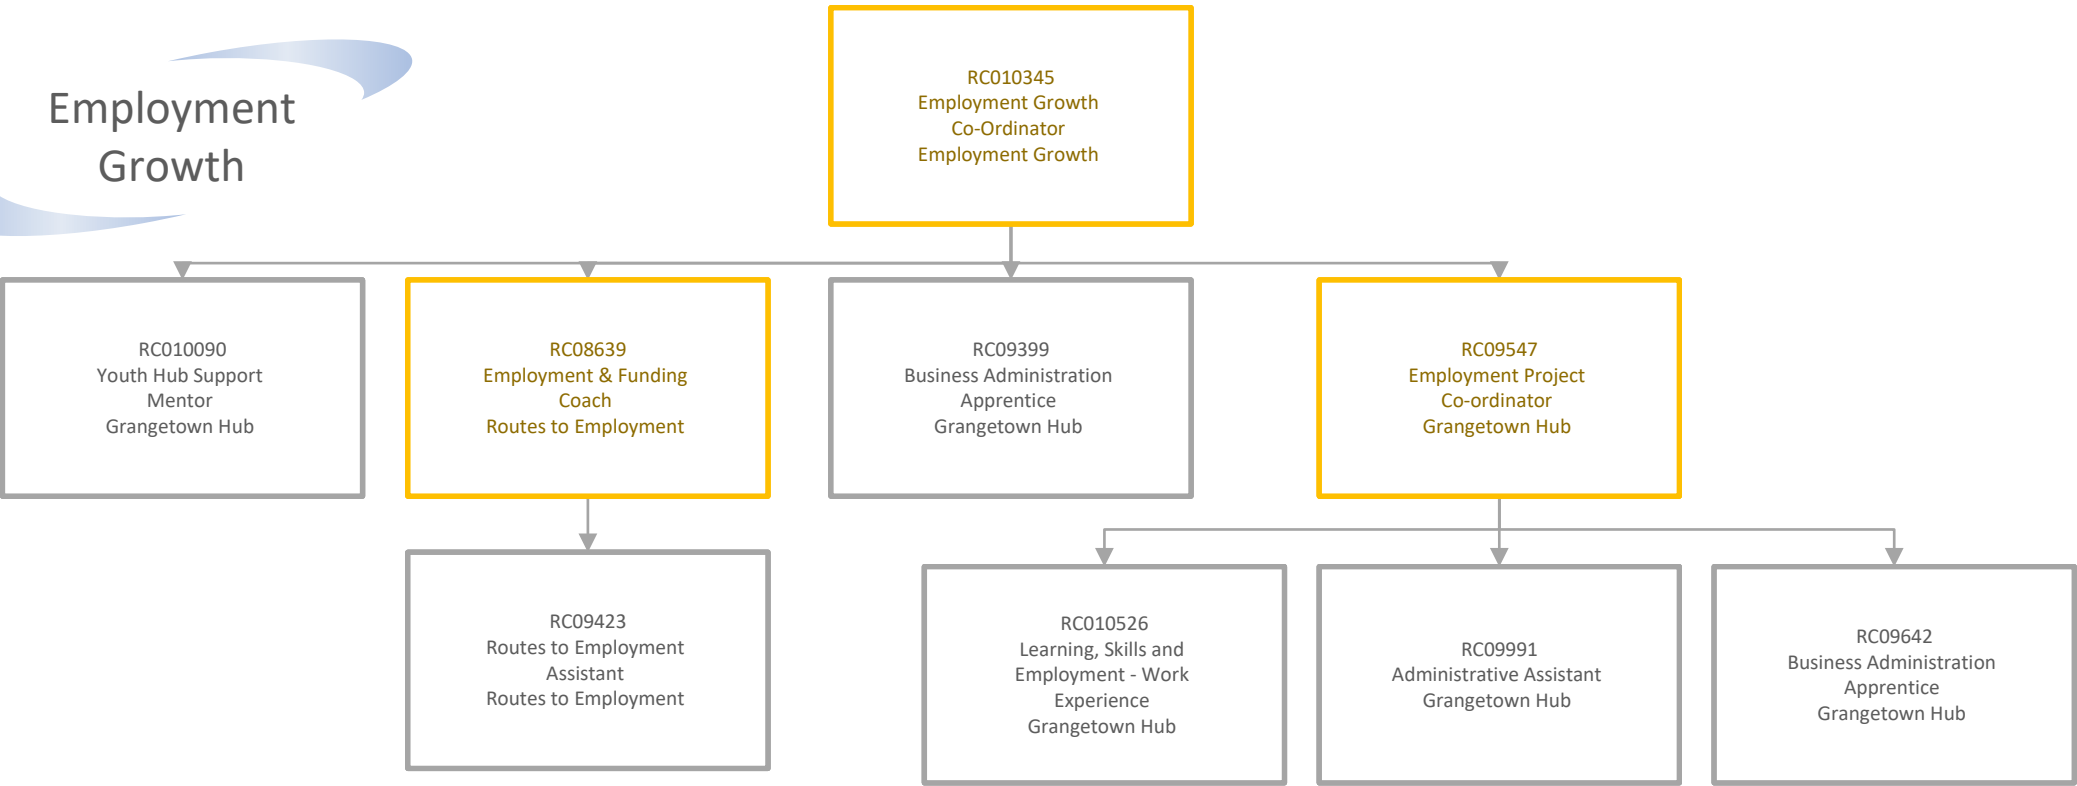 Employment
Growth
RC010345
Employment Growth
Co-Ordinator
Employment Growth
RC010090
Youth Hub Support
Mentor
Grangetown Hub
RC08639
Employment & Funding
Coach
Routes to Employment
RC09399
Business Administration
Apprentice
Grangetown Hub
RC09547
Employment Project
Co-ordinator
Grangetown Hub
RC09423
Routes to Employment
Assistant
Routes to Employment
RC010526
Learning, Skills and
Employment - Work
Experience
Grangetown Hub
RC09991
Administrative Assistant
Grangetown Hub
RC09642
Business Administration
Apprentice
Grangetown Hub